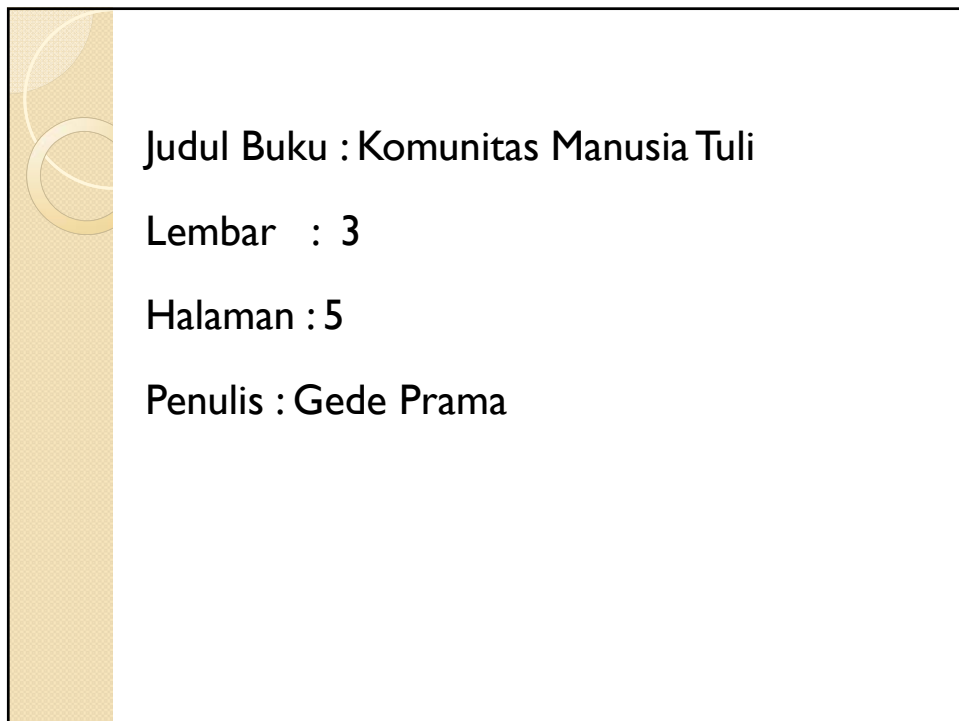 Judul Buku : Komunitas Manusia Tuli
Lembar : 3
Halaman : 5
Penulis : Gede Prama